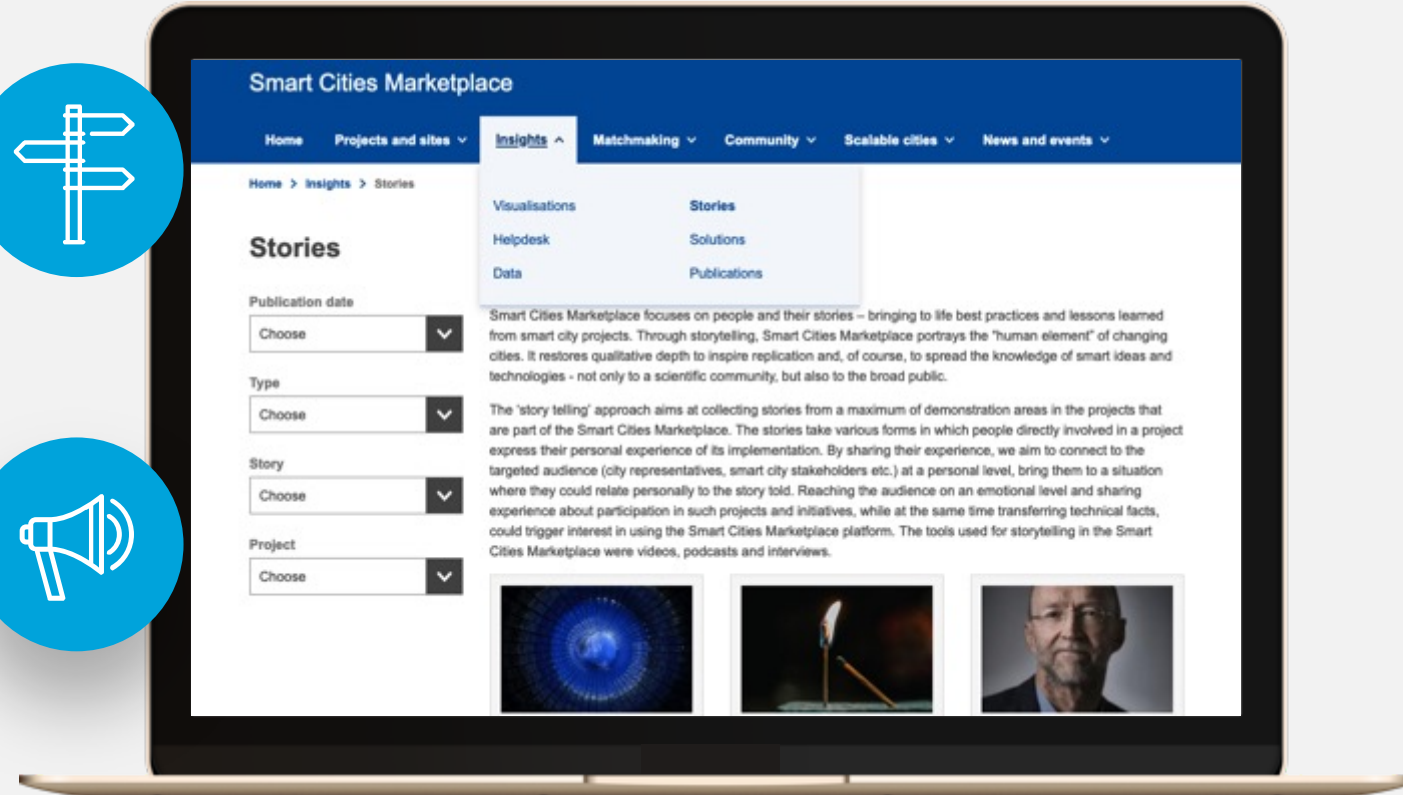 Smart Cities Marketplace
Home Projects and sites Insights Matchmaking Community Scalable cities News and events
Home > Insights > Stories
Visualisations Stories
Helpdesk Solutions
Data Publications
Stories
Publication date
Choose
Type
Choose
Story
Choose
Project
Choose
Smart Cities Marketplace focuses on people and their stories – bringing to life best practices and lessons learned
from smart city projects. Through storytelling, Smart Cities Marketplace portrays the "human element" of changing
cities. It restores qualitative depth to inspire replication and, of course, to spread the knowledge of smart ideas and
technologies - not only to a scientific community, but also to the broad public.
The 'story telling' approach aims at collecting stories from a maximum of demonstration areas in the projects that
are part of the Smart Cities Marketplace. The stories take various forms in which people directly involved in a project
express their personal experience of its implementation. By sharing their experience, we aim to connect to the
targeted audience (city representatives, smart city stakeholders etc.) at a personal level, bring them to a situation
where they could relate personally to the story told. Reaching the audience on an emotional level and sharing
experience about participation in such projects and initiatives, while at the same time transferring technical facts,
could trigger interest in using the Smart Cities Marketplace platform. The tools used for storytelling in the Smart
Cities Marketplace were videos, podcasts and interviews.